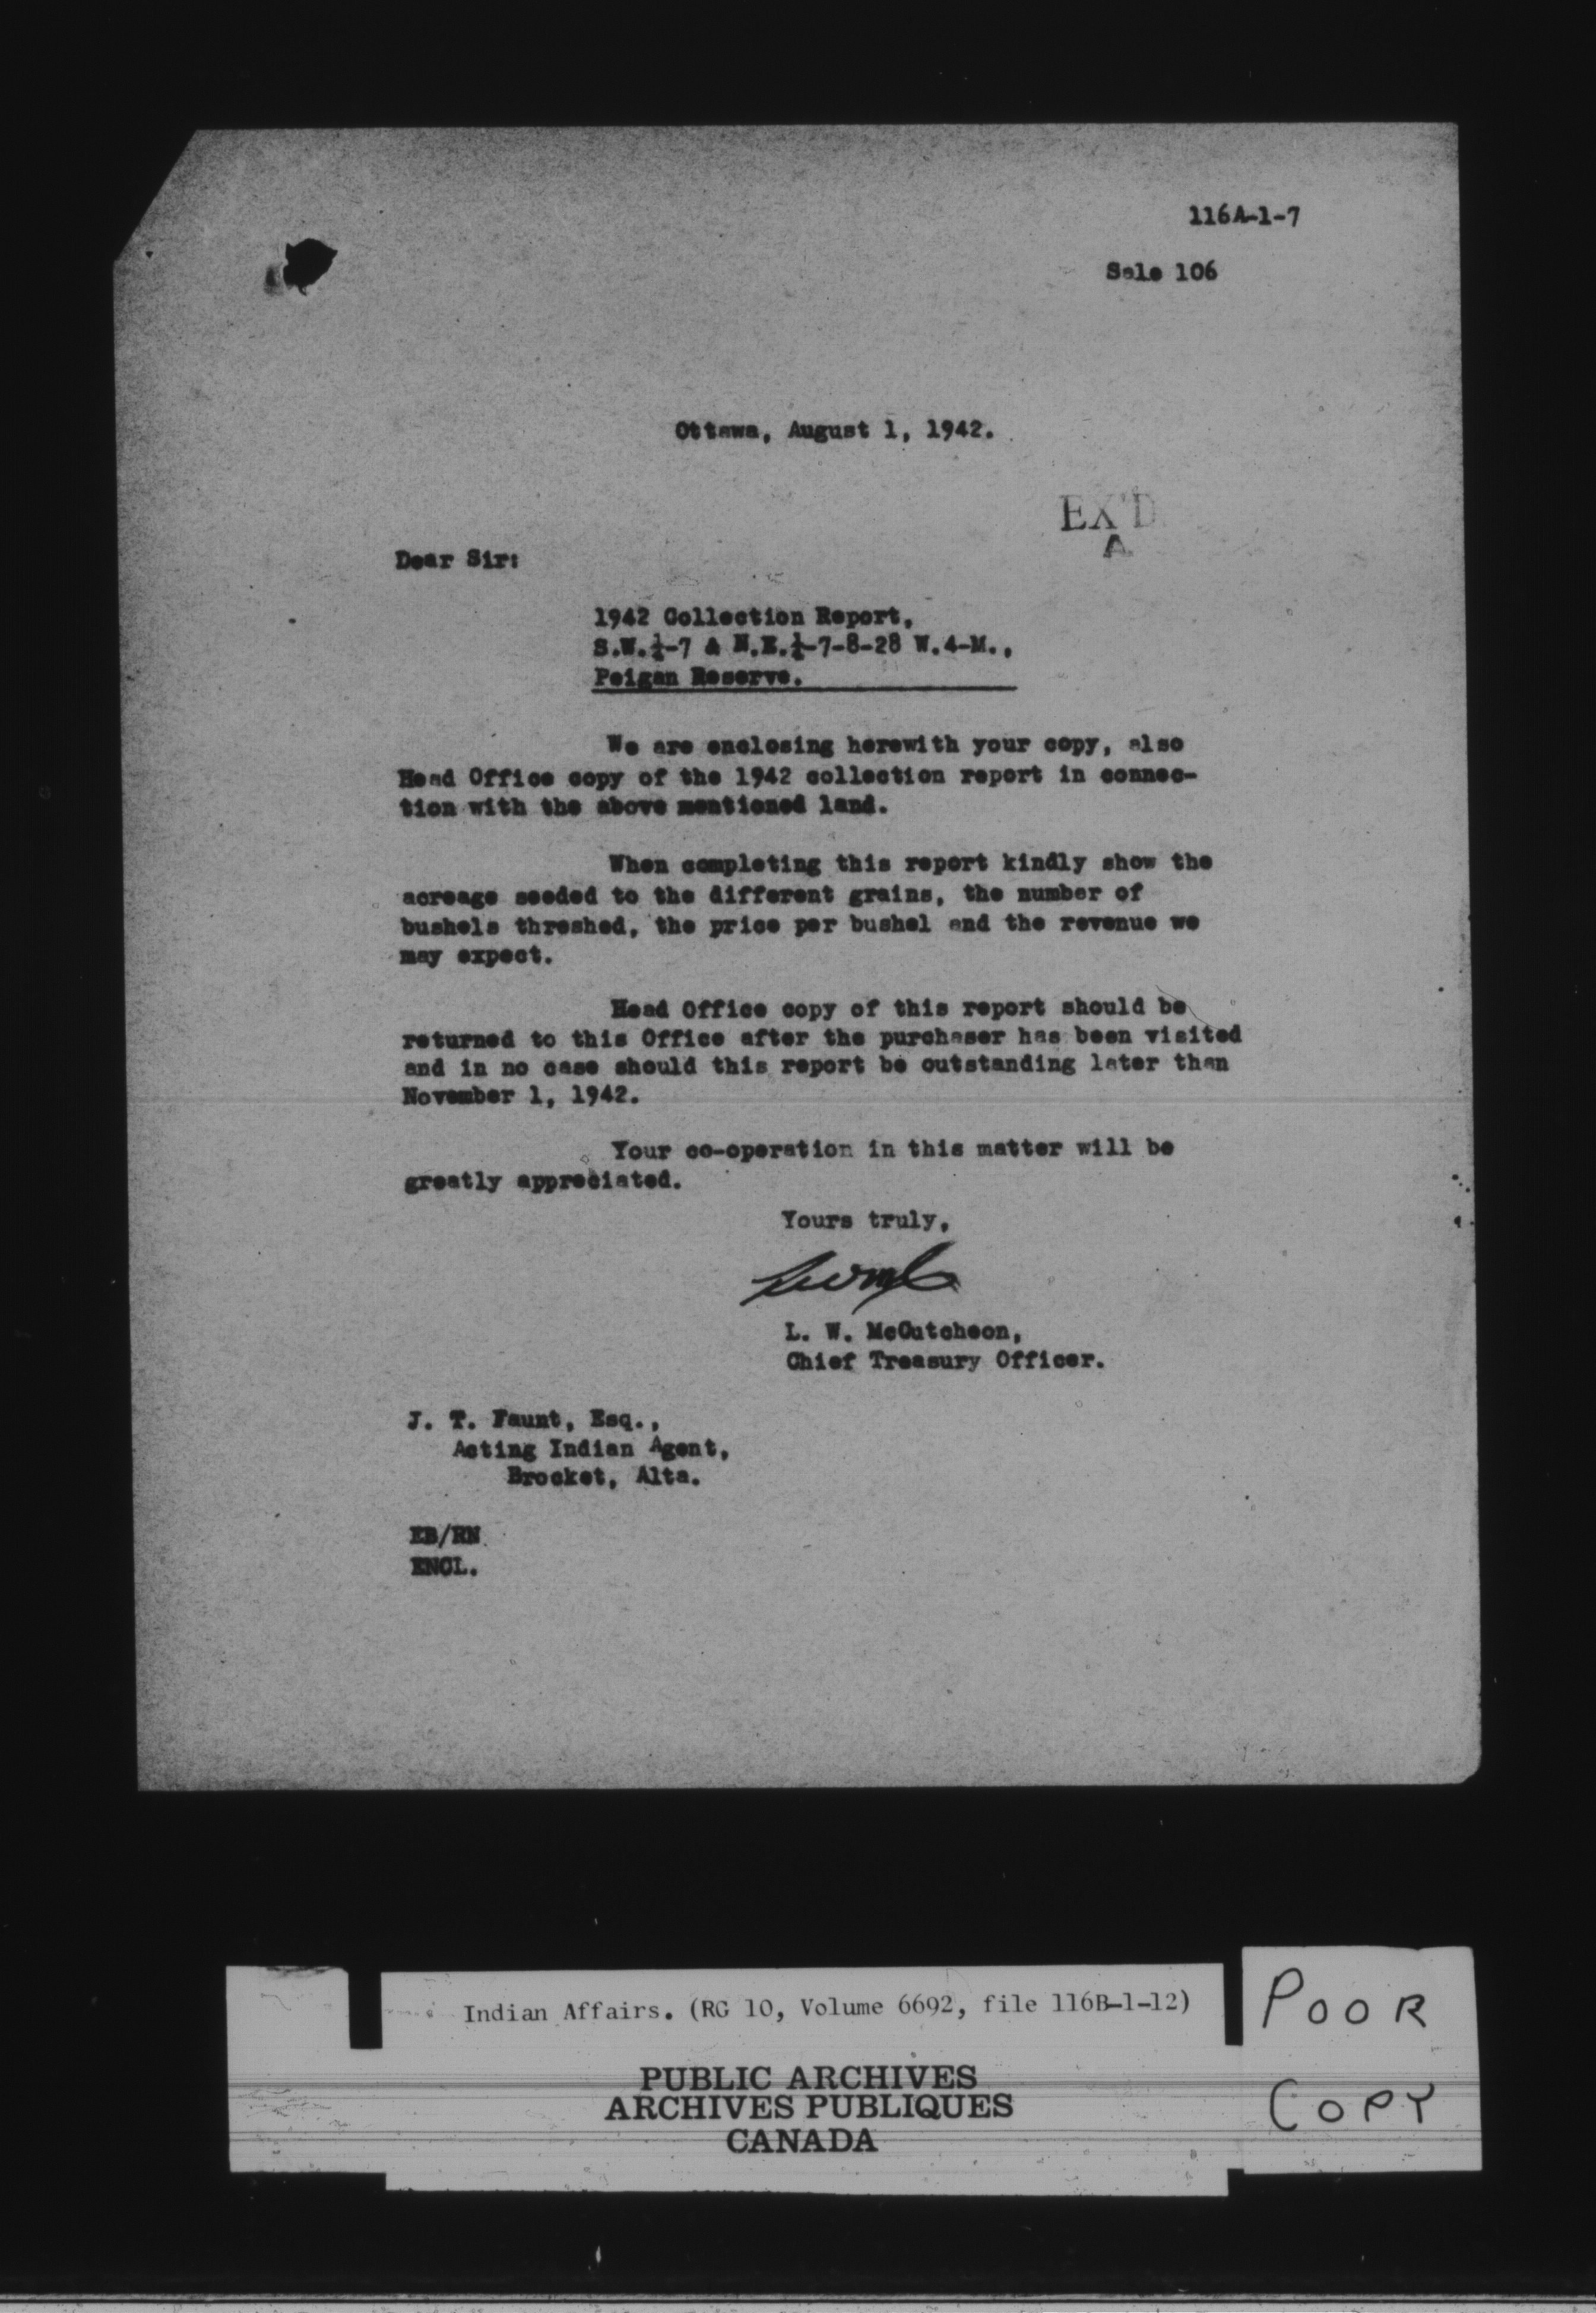 116A-1-7
Sale 106
Ottawa, August 1, 1942.
EX'D
A
Dear Sir:
1942 Collection Report,
S.W.¼-7 & N.E.¼-7-8-28 W.4-M.,
Peigan Reserve.
We are enclosing herewith your copy, also
Head Office copy of the 1942 collection report in connec-
tion with the above mentioned land.
When completing this report kindly show the
acreage seeded to the different grains, the number of
bushels threshed, the price per bushel and the revenue we
may expect.
Head Office copy of this report should be
returned to this Office after the purchaser has been visited
and in no case should this report be outstanding later than
November 1, 1942.
Your co-operation in this matter will be
greatly appreciated.
Yours truly,
L. W. McCutcheon,
Chief Treasury Officer.
J. T. Faunt, Esq.,
Acting Indian Agent,
Brocket, Alta.
EB/RN
ENCL.
Indian Affairs. (RG 10, Volume 6692, file 116B-1-12)
POOR
COPY
PUBLIC ARCHIVES
ARCHIVES PUBLIQUES
CANADA